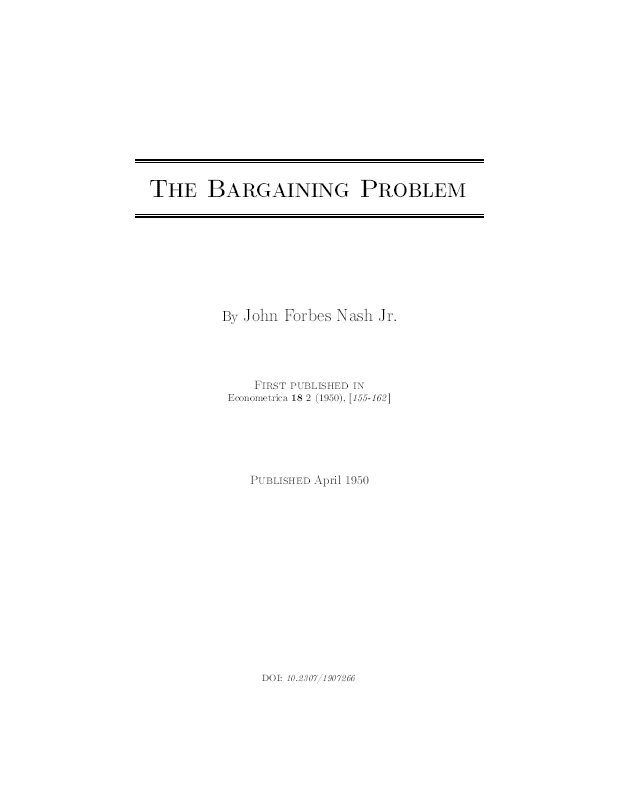 The Bargaining Problem
By John Forbes Nash Jr.
First published in
Econometrica 18 2 (1950), [155-162]
Published April 1950
DOI: 10.2307/1907266